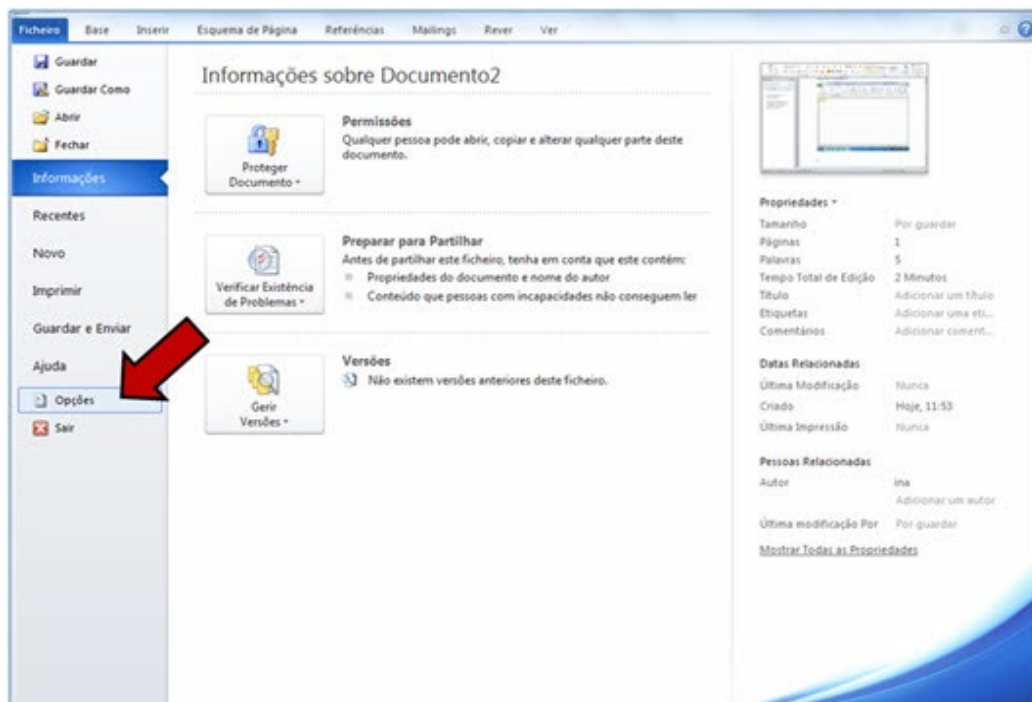 Ficheiro Base Inserir Esquema de Página Referências Mailings Rever Ver
Guardar
Guardar Como
Abrir
Fechar
Informações
Recentes
Novo
Imprimir
Guardar e Enviar
Ajuda
Opções
Sair
Informações sobre Documento2
Proteger
Documento
Permissões
Qualquer pessoa pode abrir, copiar e alterar qualquer parte deste
documento.
Verificar Existência
de Problemas
Preparar para Partilhar
Antes de partilhar este ficheiro, tenha em conta que este contém:
Propriedades do documento e nome do autor
Conteúdo que pessoas com incapacidades não conseguem ler
Gerir
Versões
Versões
Não existem versões anteriores deste ficheiro.
Propriedades
Tamanho Por guardar
Páginas 1
Palavras 5
Tempo Total de Edição 2 Minutos
Título Adicionar um título
Etiquetas Adicionar uma eti...
Comentários Adicionar coment...
Datas Relacionadas
Última Modificação Nunca
Criado Hoje, 11:53
Última Impressão Nunca
Pessoas Relacionadas
Autor ina
Adicionar um autor
Última modificação Por Por guardar
Mostrar Todas as Propriedades